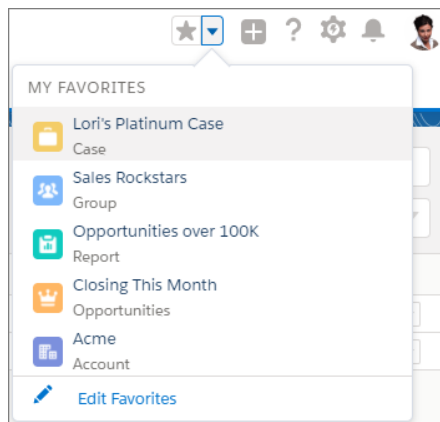 MY FAVORITES
Lori's Platinum Case
Case
Sales Rockstars
Group
Opportunities over 100K
Report
Closing This Month
Opportunities
Acme
Account
Edit Favorites